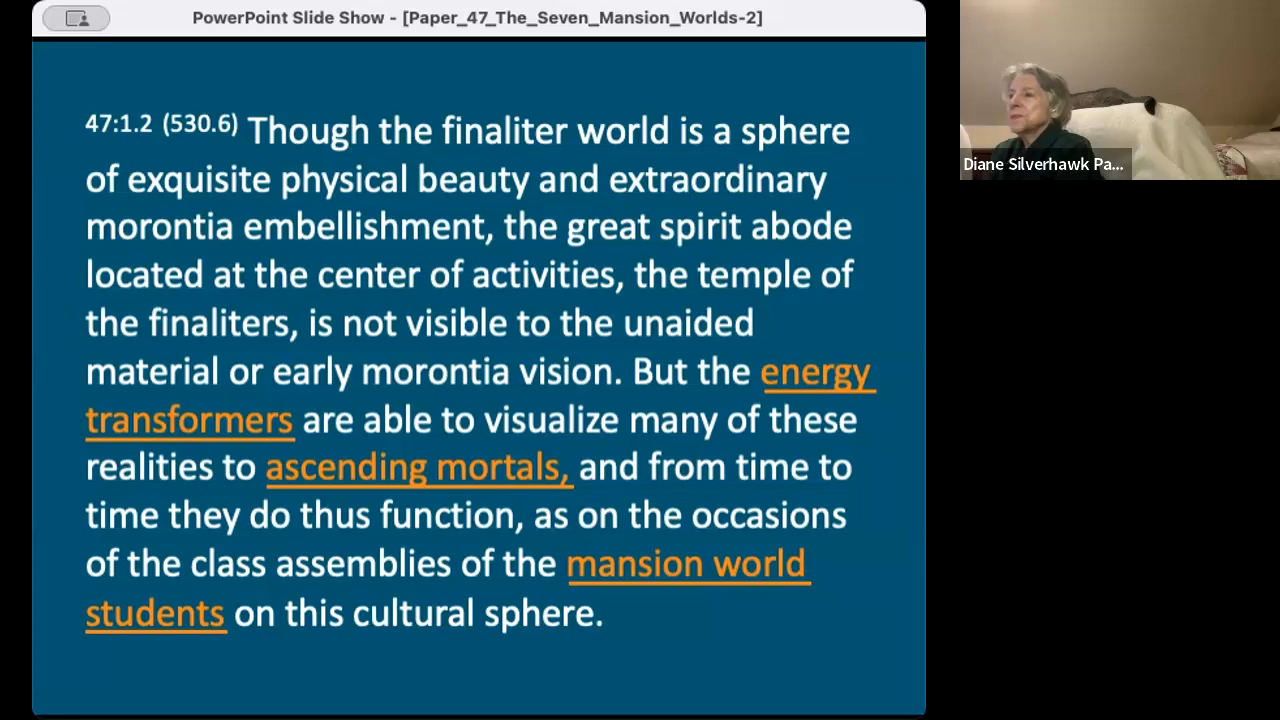 PowerPoint Slide Show - [Paper_47_The_Seven_Mansion_Worlds-2]
47:1.2 (530.6) Though the finaliter world is a sphere
of exquisite physical beauty and extraordinary
morontia embellishment, the great spirit abode
located at the center of activities, the temple of
the finaliters, is not visible to the unaided
material or early morontia vision. But the energy
transformers are able to visualize many of these
realities to ascending mortals, and from time to
time they do thus function, as on the occasions
of the class assemblies of the mansion world
students on this cultural sphere.
Diane Silverhawk Pa...